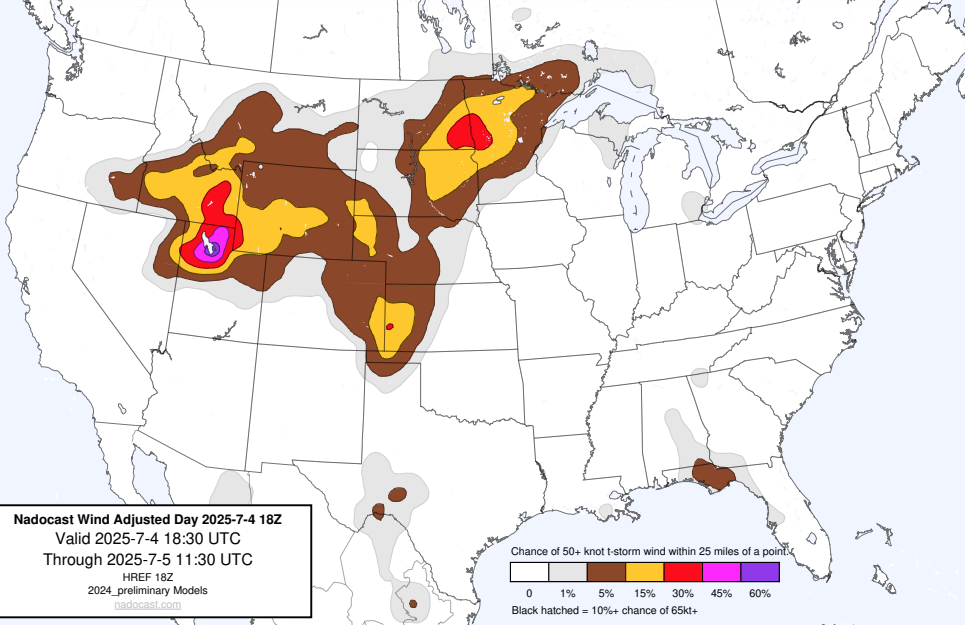 Nadocast Wind Adjusted Day 2025-7-4 18Z
Valid 2025-7-4 18:30 UTC
Through 2025-7-5 11:30 UTC
HREF 18Z
2024_preliminary Models
nadocast.com
Chance of 50+ knot t-storm wind within 25 miles of a point.
0 1% 5% 15% 30% 45% 60%
Black hatched = 10%+ chance of 65kt+